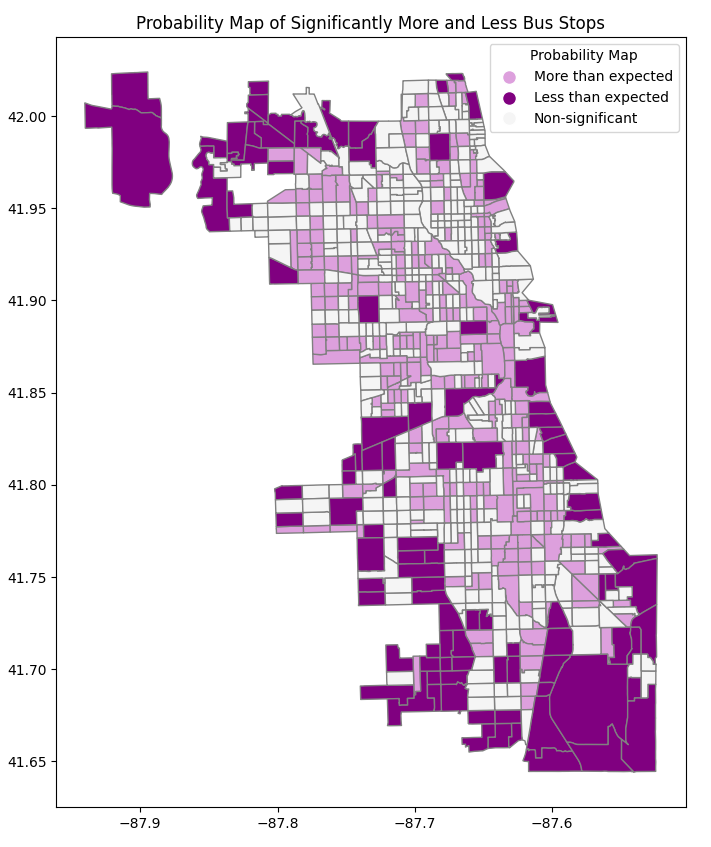 Probability Map of Significantly More and Less Bus Stops
Probability Map
More than expected
Less than expected
Non-significant
42.00
41.95
41.90
41.85
41.80
41.75
41.70
41.65
−87.9
−87.8
−87.7
−87.6